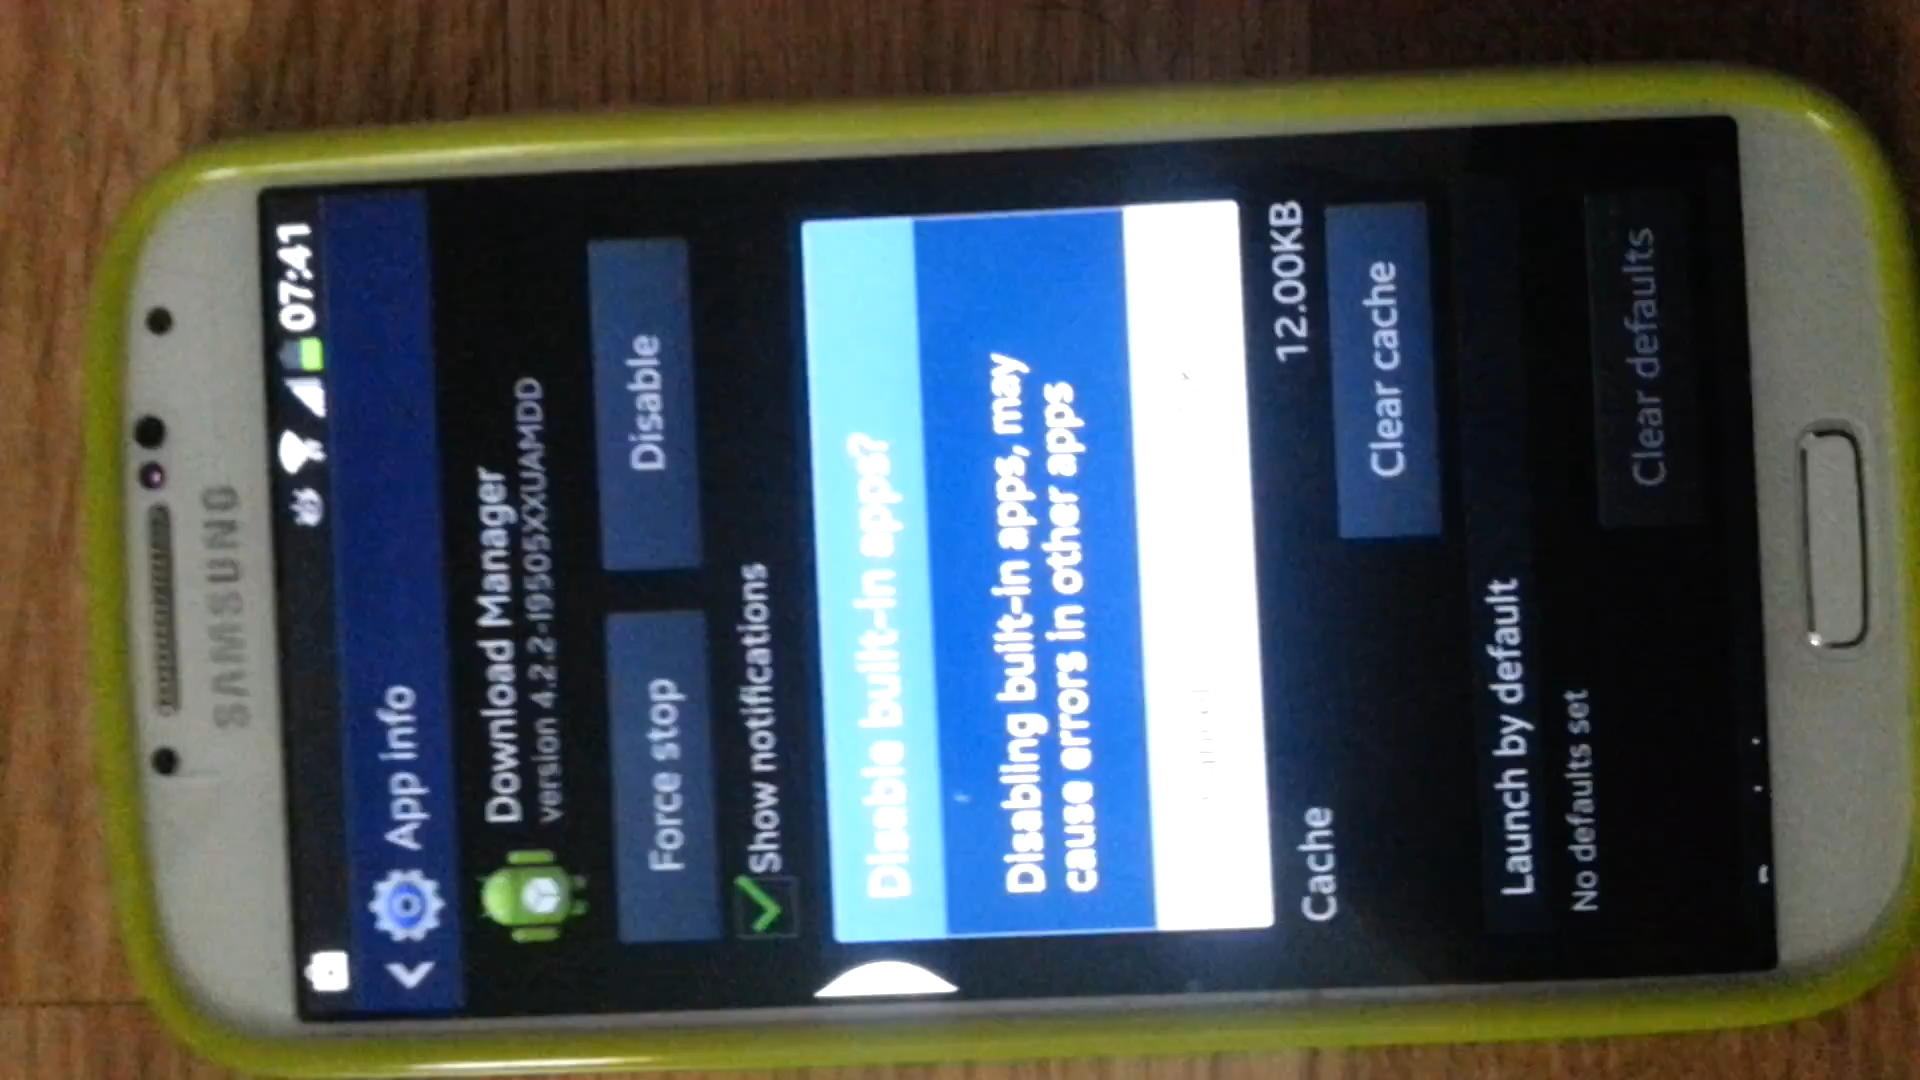 SAMSUNG
07:41
App info
Download Manager
version 4.2.2-I9505XXUAMDD
Force stop
Disable
Show notifications
Disable built-in apps?
Disabling built-in apps, may
cause errors in other apps
Cache
12.00KB
Clear cache
Launch by default
No defaults set
Clear defaults